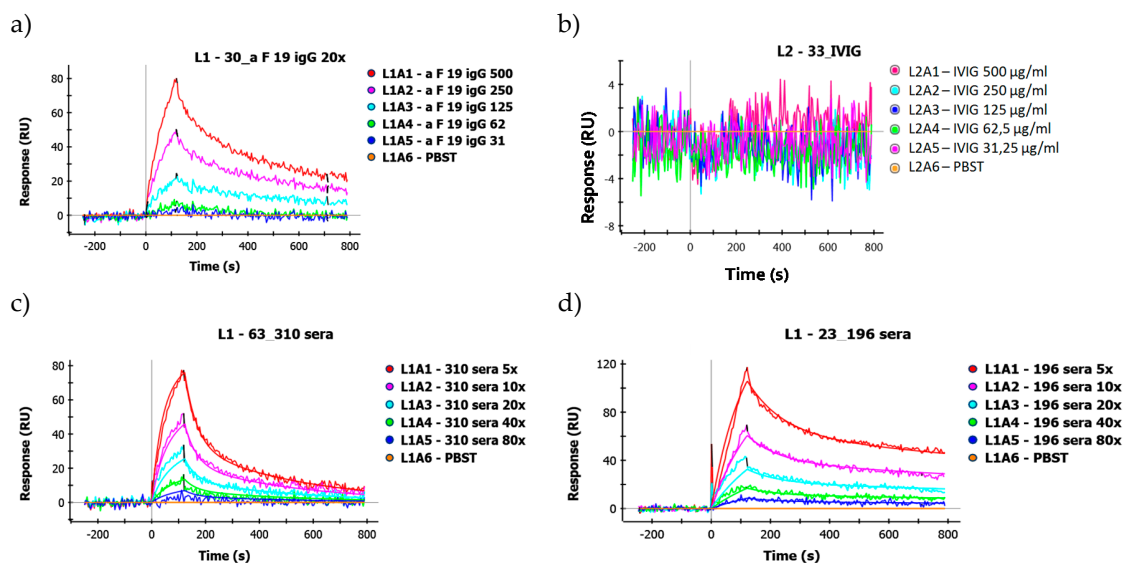 a)
L1 - 30_a F 19 igG 20x
Response (RU)
80
60
40
20
0
-200 0 200 400 600 800
Time (s)
L1A1 - a F 19 igG 500
L1A2 - a F 19 igG 250
L1A3 - a F 19 igG 125
L1A4 - a F 19 igG 62
L1A5 - a F 19 igG 31
L1A6 - PBST
b)
L2 - 33_IVIG
Response (RU)
4
0
-4
-8
-200 -100 0 100 200 300 400 500 600 700 800
Time (s)
L2A1 – IVIG 500 µg/ml
L2A2 – IVIG 250 µg/ml
L2A3 – IVIG 125 µg/ml
L2A4 – IVIG 62,5 µg/ml
L2A5 – IVIG 31,25 µg/ml
L2A6 – PBST
c)
L1 - 63_310 sera
Response (RU)
80
60
40
20
0
-200 0 200 400 600 800
Time (s)
L1A1 - 310 sera 5x
L1A2 - 310 sera 10x
L1A3 - 310 sera 20x
L1A4 - 310 sera 40x
L1A5 - 310 sera 80x
L1A6 - PBST
d)
L1 - 23_196 sera
Response (RU)
120
80
40
0
-200 0 200 400 600 800
Time (s)
L1A1 - 196 sera 5x
L1A2 - 196 sera 10x
L1A3 - 196 sera 20x
L1A4 - 196 sera 40x
L1A5 - 196 sera 80x
L1A6 - PBST